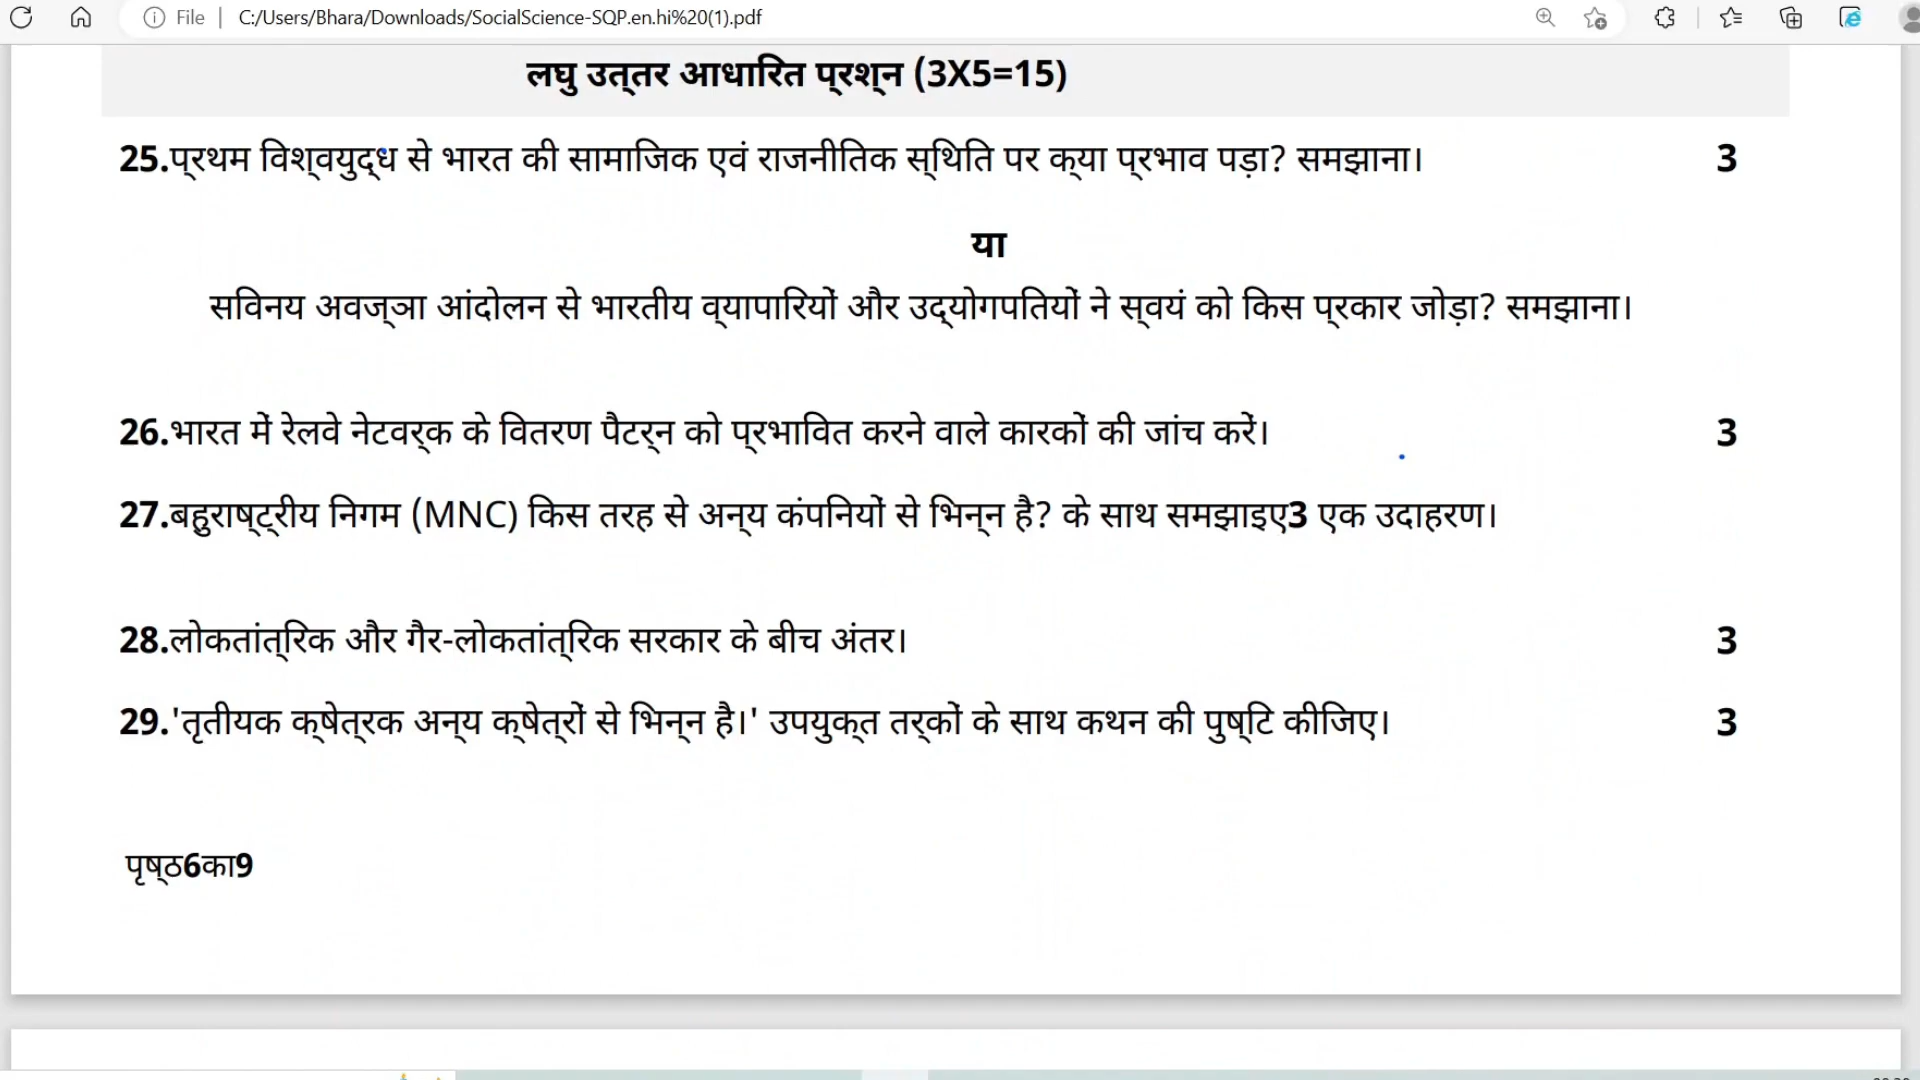 File
C:/Users/Bhara/Downloads/SocialScience-SQP.en.hi%20(1).pdf
लघु उत्तर आधारित प्रश्न (3X5=15)
25.प्रथम विश्वयुद्ध से भारत की सामाजिक एवं राजनीतिक स्थिति पर क्या प्रभाव पड़ा? समझाना। 3
या
सविनय अवज्ञा आंदोलन से भारतीय व्यापारियों और उद्योगपतियों ने स्वयं को किस प्रकार जोड़ा? समझाना।
26.भारत में रेलवे नेटवर्क के वितरण पैटर्न को प्रभावित करने वाले कारकों की जांच करें। 3
27.बहुराष्ट्रीय निगम (MNC) किस तरह से अन्य कंपनियों से भिन्न है? के साथ समझाइए3 एक उदाहरण।
28.लोकतांत्रिक और गैर-लोकतांत्रिक सरकार के बीच अंतर। 3
29.'तृतीयक क्षेत्रक अन्य क्षेत्रों से भिन्न है।' उपयुक्त तर्कों के साथ कथन की पुष्टि कीजिए। 3
पृष्ठ6का9